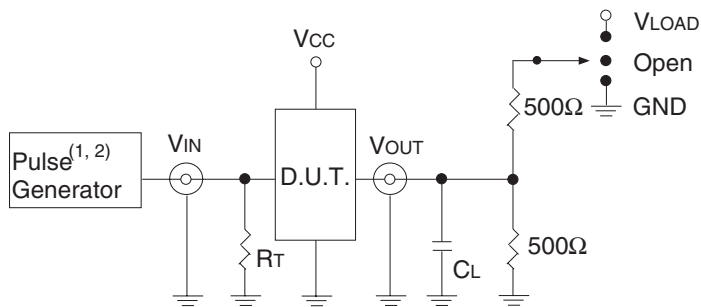 VLOAD
VCC
Open
500Ω
GND
Pulse(1, 2)
Generator
VIN
D.U.T.
VOUT
RT
CL
500Ω